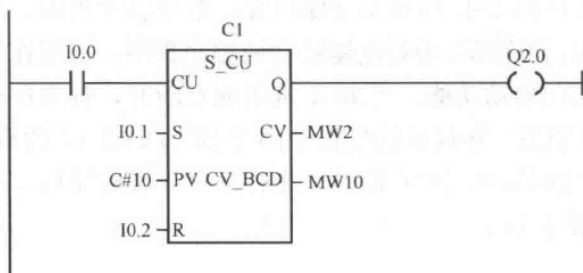 C1
I0.0 S_CU Q2.0
CU Q
I0.1 S CV MW2
C#10 PV CV_BCD MW10
I0.2 R